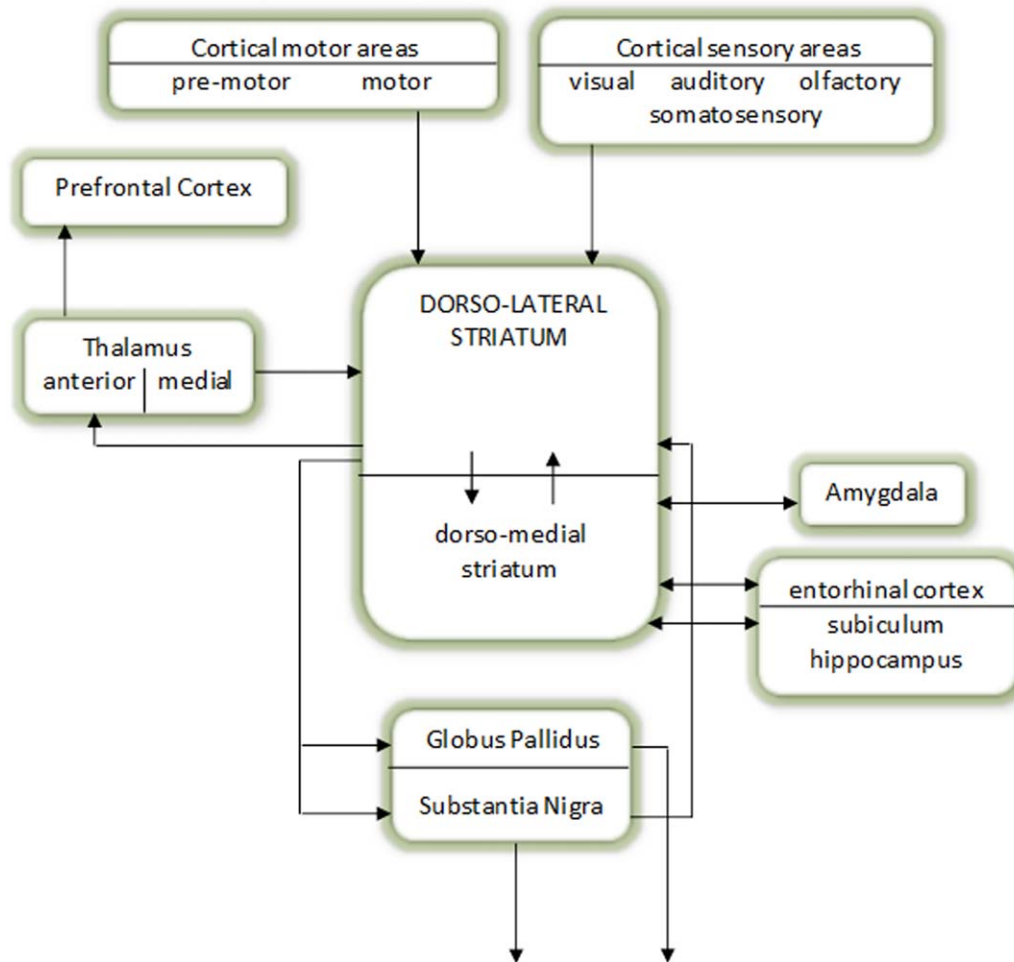 Cortical motor areas
pre-motor motor
Cortical sensory areas
visual auditory olfactory
somatosensory
Prefrontal Cortex
DORSO-LATERAL
STRIATUM
Thalamus
anterior medial
dorso-medial
striatum
Amygdala
entorhinal cortex
subiculum
hippocampus
Globus Pallidus
Substantia Nigra